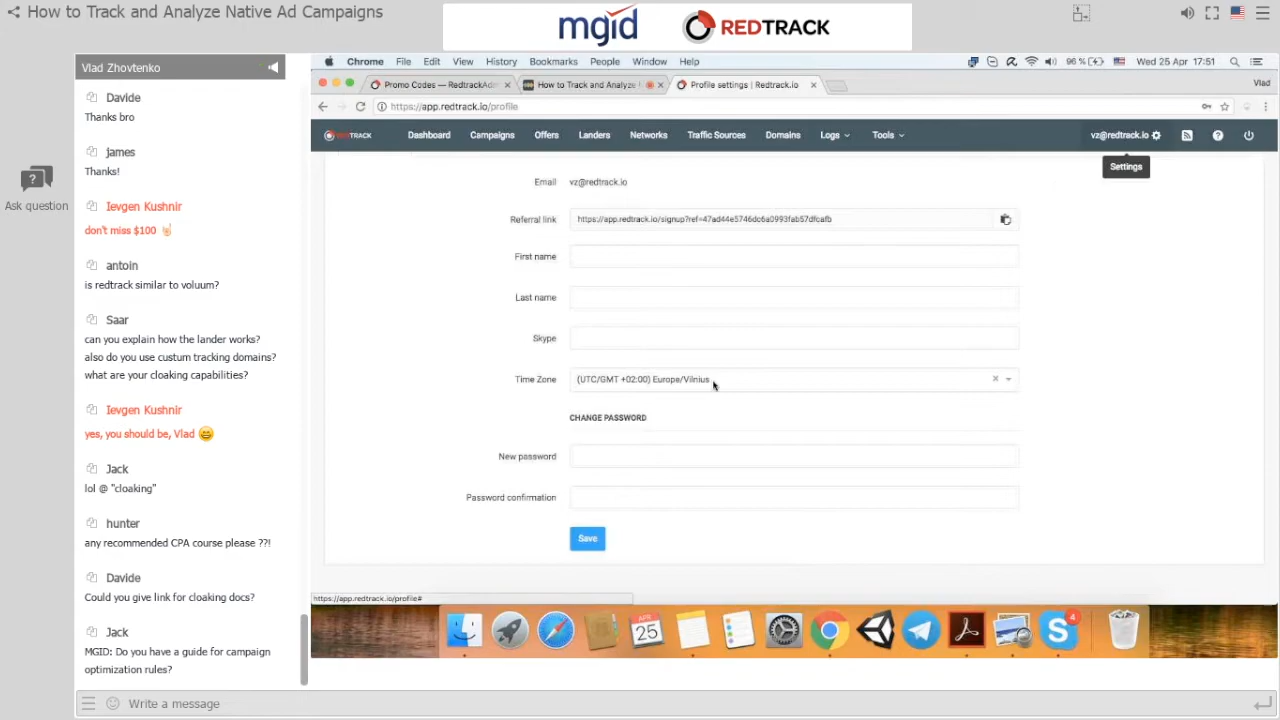 How to Track and Analyze Native Ad Campaigns
mgid
REDTRACK
Vlad Zhovtenko
Ask question
Davide
Thanks bro
james
Thanks!
Ievgen Kushnir
don't miss $100
antoin
is redtrack similar to voluum?
Saar
can you explain how the lander works?
also do you use custum tracking domains?
what are your cloaking capabilities?
Ievgen Kushnir
yes, you should be, Vlad
Jack
lol @ "cloaking"
hunter
any recommended CPA course please ??!
Davide
Could you give link for cloaking docs?
Jack
MGID: Do you have a guide for campaign
optimization rules?
Write a message
Chrome File Edit View History Bookmarks People Window Help
96 % Wed 25 Apr 17:51
Promo Codes — RedtrackAdm
How to Track and Analyze
Profile settings | Redtrack.io
Vlad
https://app.redtrack.io/profile
REDTRACK
Dashboard Campaigns Offers Landers Networks Traffic Sources Domains Logs Tools
vz@redtrack.io
Settings
Email vz@redtrack.io
Referral link https://app.redtrack.io/signup?ref=47ad44e5746dc6a0993fab57dfcafb
First name
Last name
Skype
Time Zone (UTC/GMT +02:00) Europe/Vilnius
CHANGE PASSWORD
New password
Password confirmation
Save
https://app.redtrack.io/profile#
APR
25
4